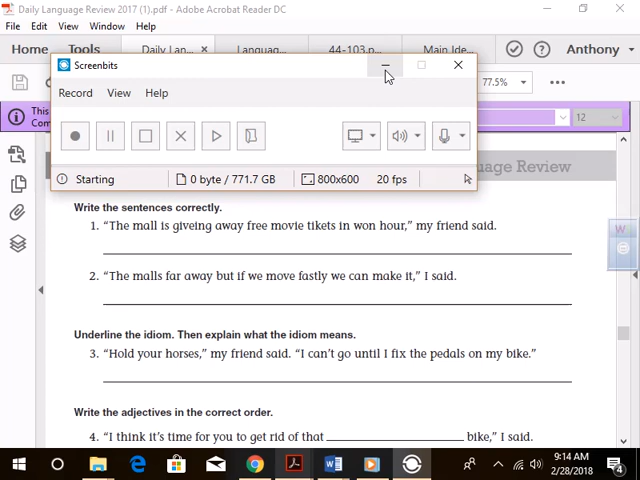 Daily Language Review 2017 (1).pdf - Adobe Acrobat Reader DC
File Edit View Window Help
Home Tools Daily Lan... × Languag... 44-103.p... Main Ide... Anthony
Screenbits
77.5%
Record View Help
This
Com
12
Starting 0 byte / 771.7 GB 800x600 20 fps
uage Review
Write the sentences correctly.
1. “The mall is giveing away free movie tikets in won hour,” my friend said.
2. “The malls far away but if we move fastly we can make it,” I said.
Underline the idiom. Then explain what the idiom means.
3. “Hold your horses,” my friend said. “I can’t go until I fix the pedals on my bike.”
Write the adjectives in the correct order.
4. “I think it’s time for you to get rid of that ____ bike,” I said.
9:14 AM
2/28/2018
4